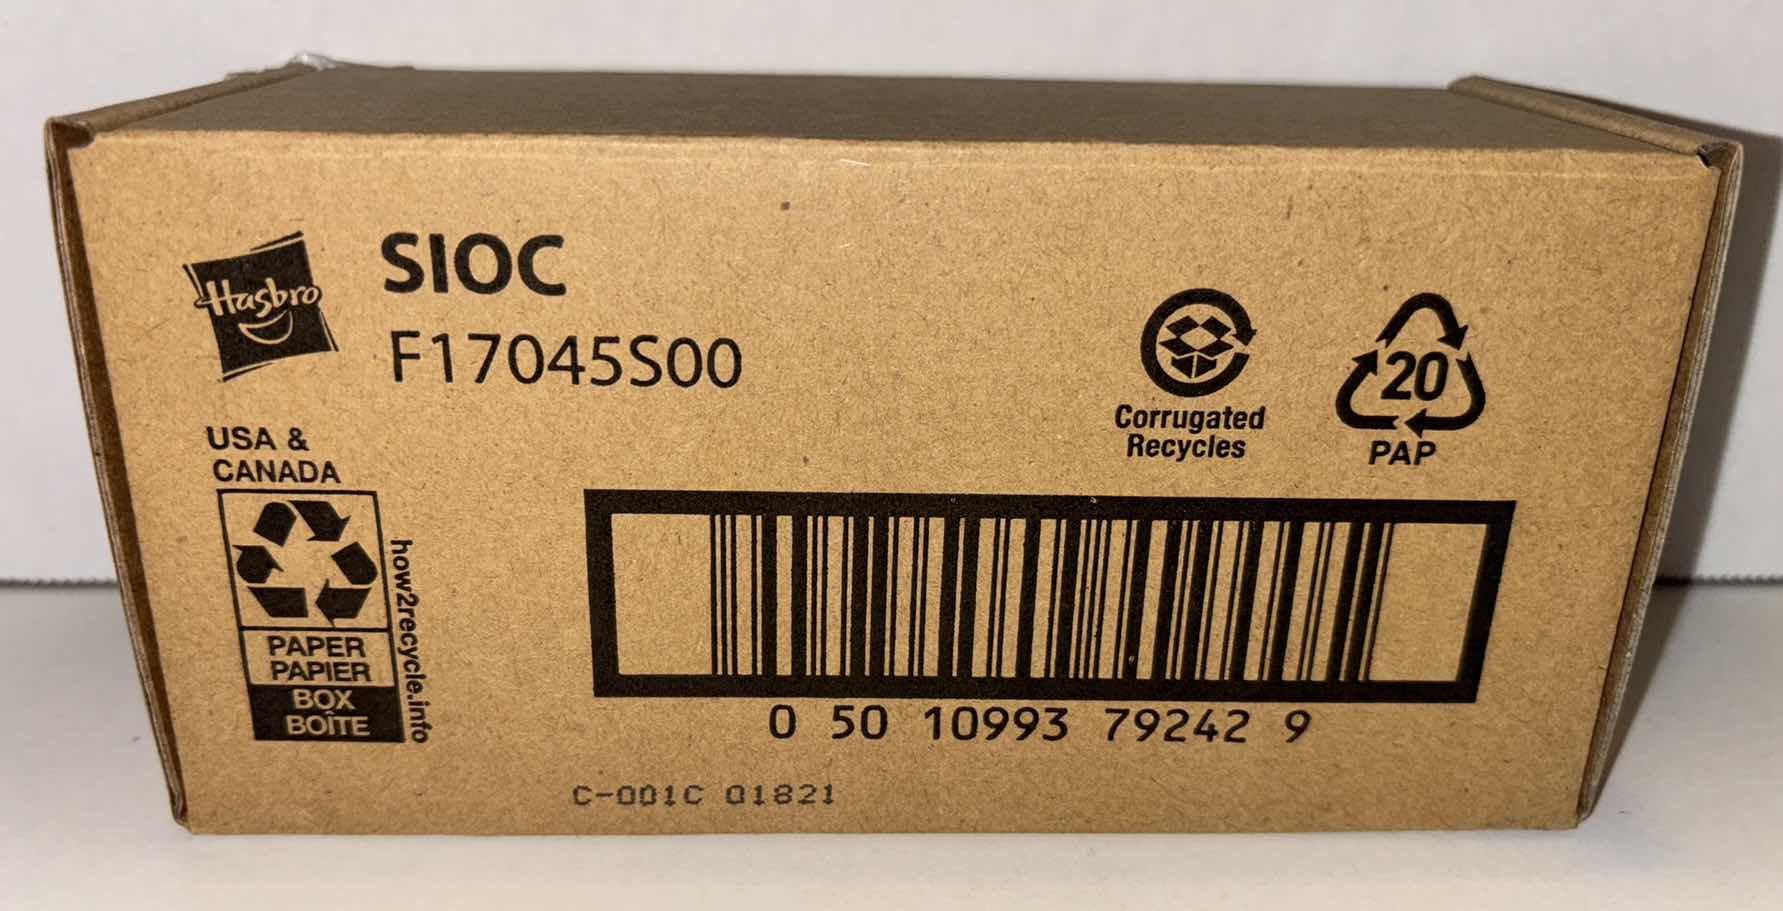 Hasbro
SIOC
F17045S00
USA &
CANADA
how2recycle.info
PAPER
PAPIER
BOX
BOÎTE
Corrugated
Recycles
20
PAP
0 50 10993 79242 9
C-001C 01821